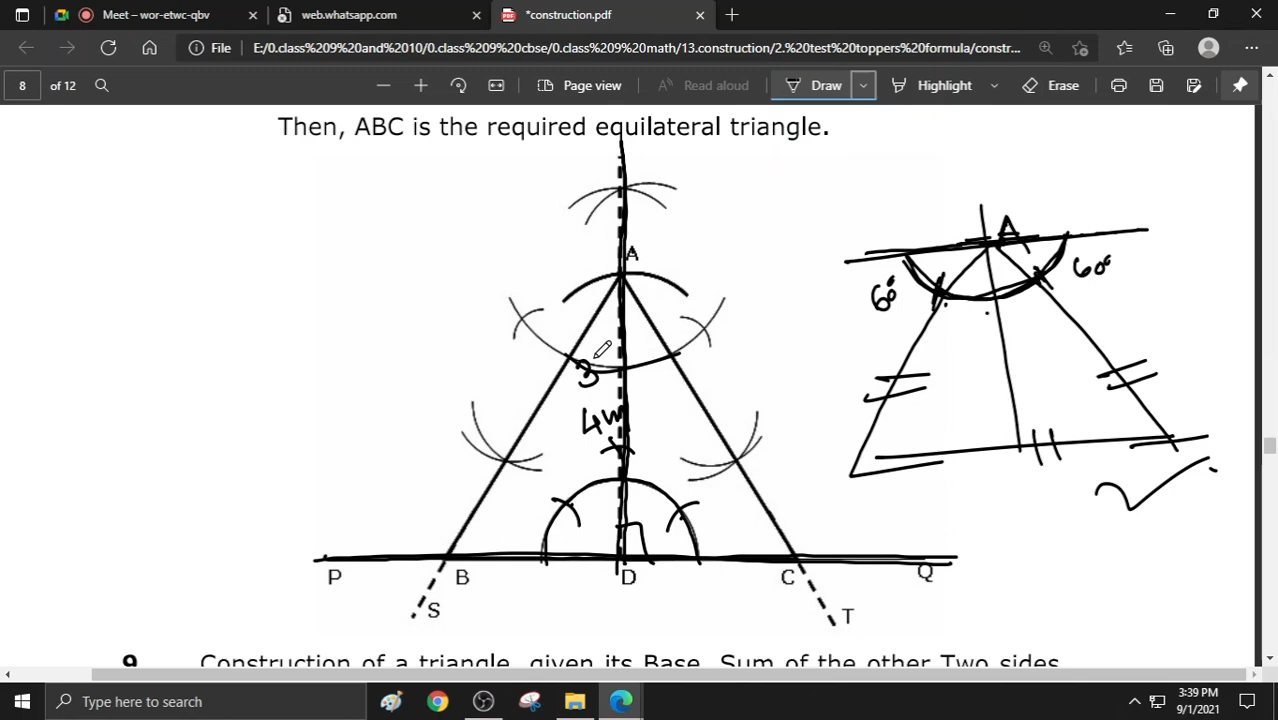 Meet – wor-etwc-qbv
web.whatsapp.com
*construction.pdf
File
E:/0.class%209%20and%2010/0.class%209%20cbse/0.class%209%20math/13.construction/2.%20test%20toppers%20formula/constr...
8 of 12
Page view
Read aloud
Draw
Highlight
Erase
Then, ABC is the required equilateral triangle.
A
A
60°
60°
3
4
P
B
D
C
Q
S
T
9 Construction of a triangle, given its Base, Sum of the other Two sides
Type here to search
3:39 PM
9/1/2021